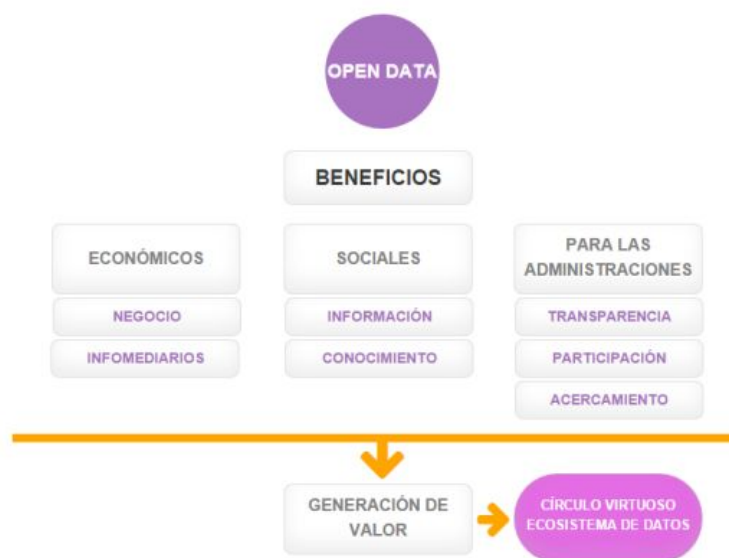 OPEN DATA
BENEFICIOS
ECONÓMICOS
NEGOCIO
INFOMEDIARIOS
SOCIALES
INFORMACIÓN
CONOCIMIENTO
PARA LAS
ADMINISTRACIONES
TRANSPARENCIA
PARTICIPACIÓN
ACERCAMIENTO
GENERACIÓN DE
VALOR
CÍRCULO VIRTUOSO
ECOSISTEMA DE DATOS